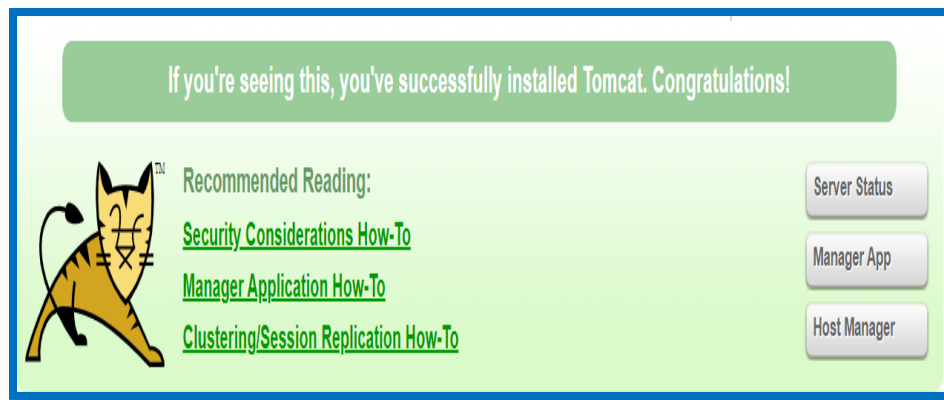 If you're seeing this, you've successfully installed Tomcat. Congratulations!
TM
Recommended Reading:
Security Considerations How-To
Manager Application How-To
Clustering/Session Replication How-To
Server Status
Manager App
Host Manager